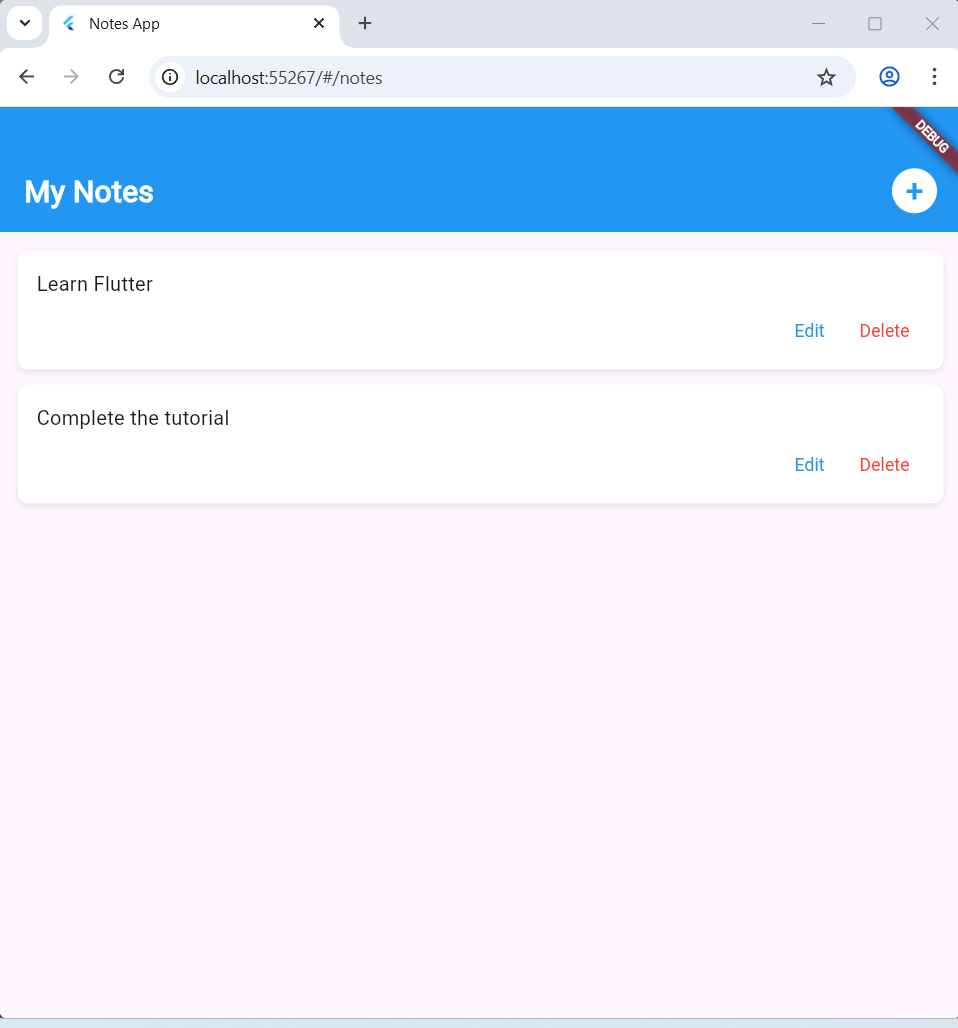 Notes App
localhost:55267/#/notes
DEBUG
My Notes
Learn Flutter
Edit Delete
Complete the tutorial
Edit Delete